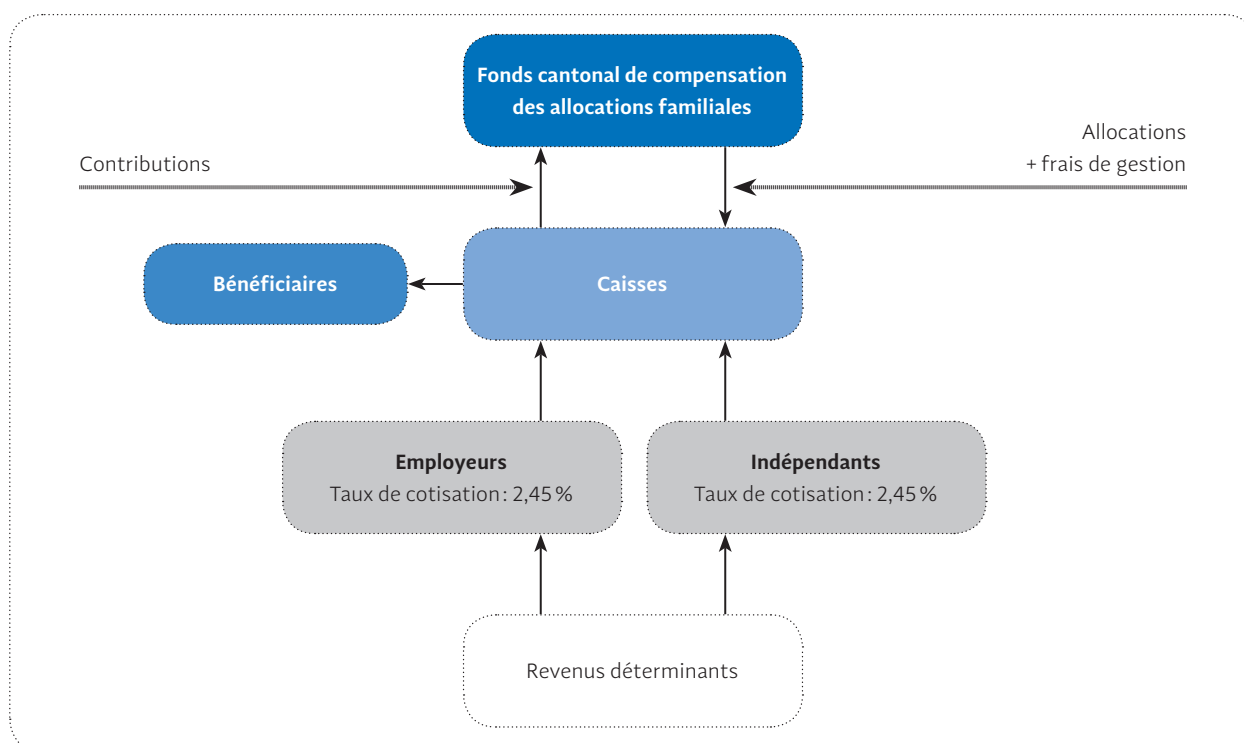 Fonds cantonal de compensation
des allocations familiales
Contributions
Allocations
+ frais de gestion
Bénéficiaires
Caisses
Employeurs
Taux de cotisation : 2,45 %
Indépendants
Taux de cotisation : 2,45 %
Revenus déterminants